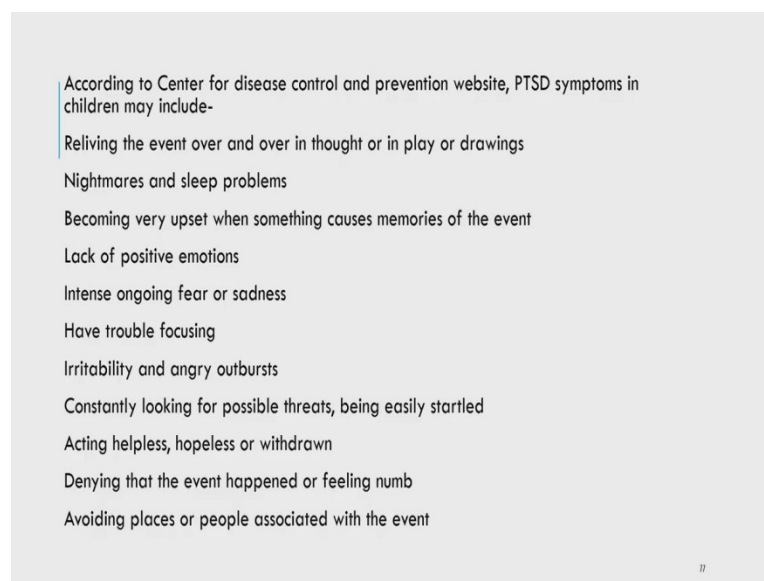 According to Center for disease control and prevention website, PTSD symptoms in
children may include-
Reliving the event over and over in thought or in play or drawings
Nightmares and sleep problems
Becoming very upset when something causes memories of the event
Lack of positive emotions
Intense ongoing fear or sadness
Have trouble focusing
Irritability and angry outbursts
Constantly looking for possible threats, being easily startled
Acting helpless, hopeless or withdrawn
Denying that the event happened or feeling numb
Avoiding places or people associated with the event
11